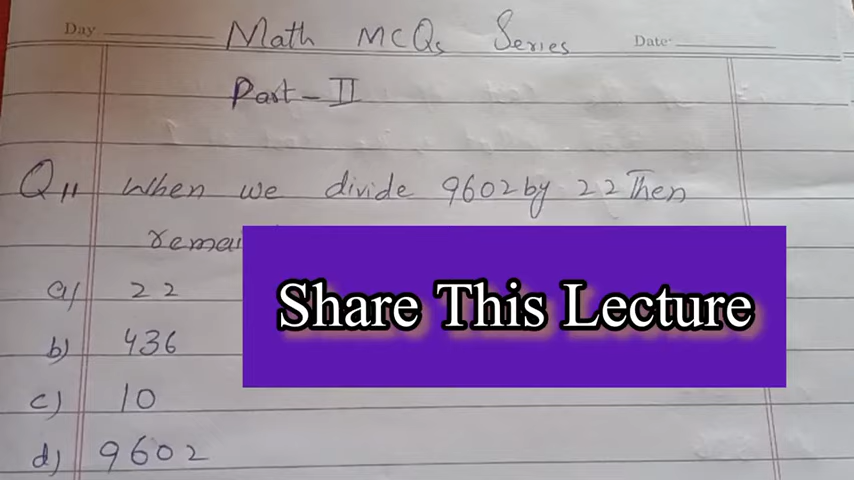 Day
Math MCQs Series
Date:
Part-II
Q11 When we divide 9602 by 22 Then
remai
Share This Lecture
a) 22
b) 436
c) 10
d) 9602